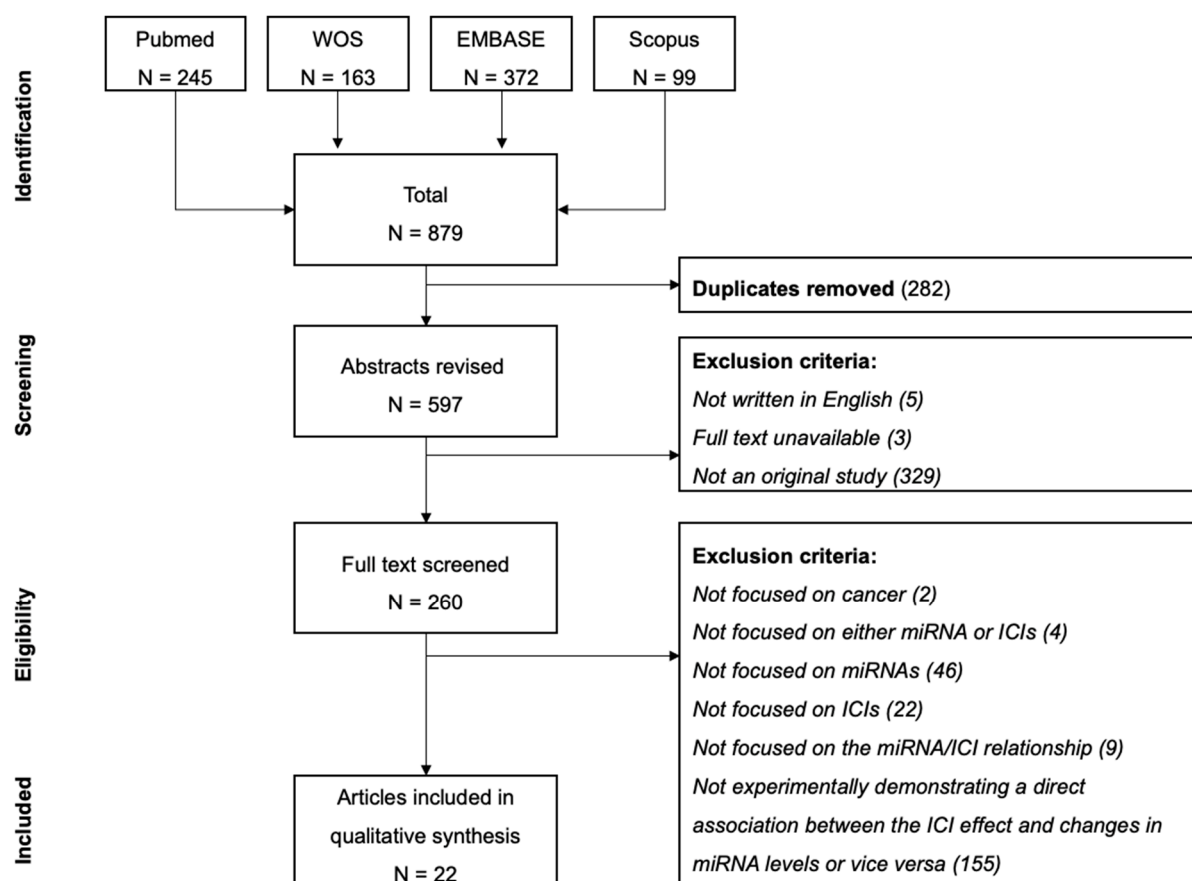 Pubmed
N = 245
WOS
N = 163
EMBASE
N = 372
Scopus
N = 99
Identification
Total
N = 879
Duplicates removed (282)
Screening
Abstracts revised
N = 597
Exclusion criteria:
Not written in English (5)
Full text unavailable (3)
Not an original study (329)
Eligibility
Full text screened
N = 260
Exclusion criteria:
Not focused on cancer (2)
Not focused on either miRNA or ICIs (4)
Not focused on miRNAs (46)
Not focused on ICIs (22)
Not focused on the miRNA/ICI relationship (9)
Not experimentally demonstrating a direct
association between the ICI effect and changes in
miRNA levels or vice versa (155)
Included
Articles included in
qualitative synthesis
N = 22